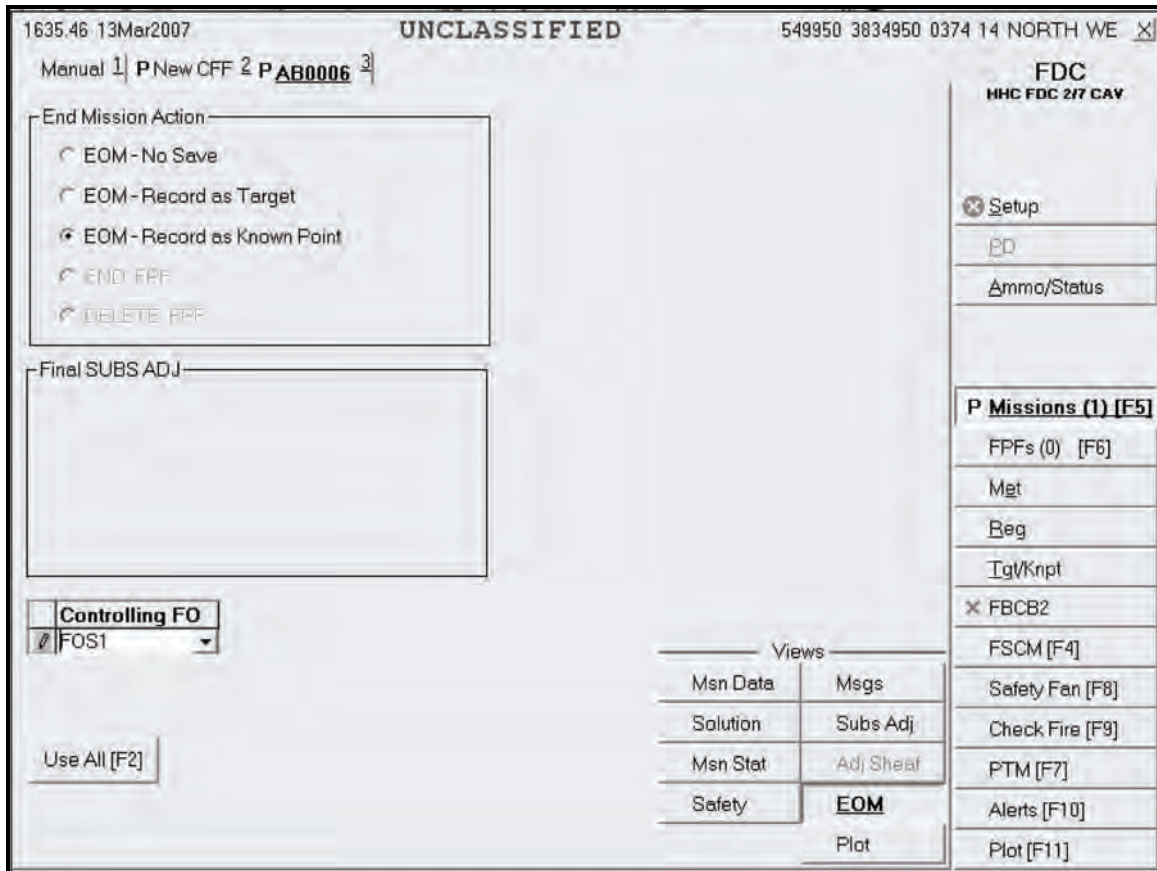 1635.46 13Mar2007 UNCLASSIFIED 549950 3834950 0374 14 NORTH WE X
Manual 1 P New CFF 2 P AB0006 3
FDC
HHC FDC 2/7 CAV
End Mission Action
EOM - No Save
EOM - Record as Target
EOM - Record as Known Point
END FPF
DELETE FPF
Final SUBS ADJ
Controlling FO
FOS1
Use All [F2]
Views
Msn Data Msgs
Solution Subs Adj
Msn Stat Adj Sheaf
Safety EOM
Plot
Setup
PD
Ammo/Status
P Missions (1) [F5]
FPFs (0) [F6]
Met
Reg
Tgt/Knpt
FBCB2
FSCM [F4]
Safety Fan [F8]
Check Fire [F9]
PTM [F7]
Alerts [F10]
Plot [F11]